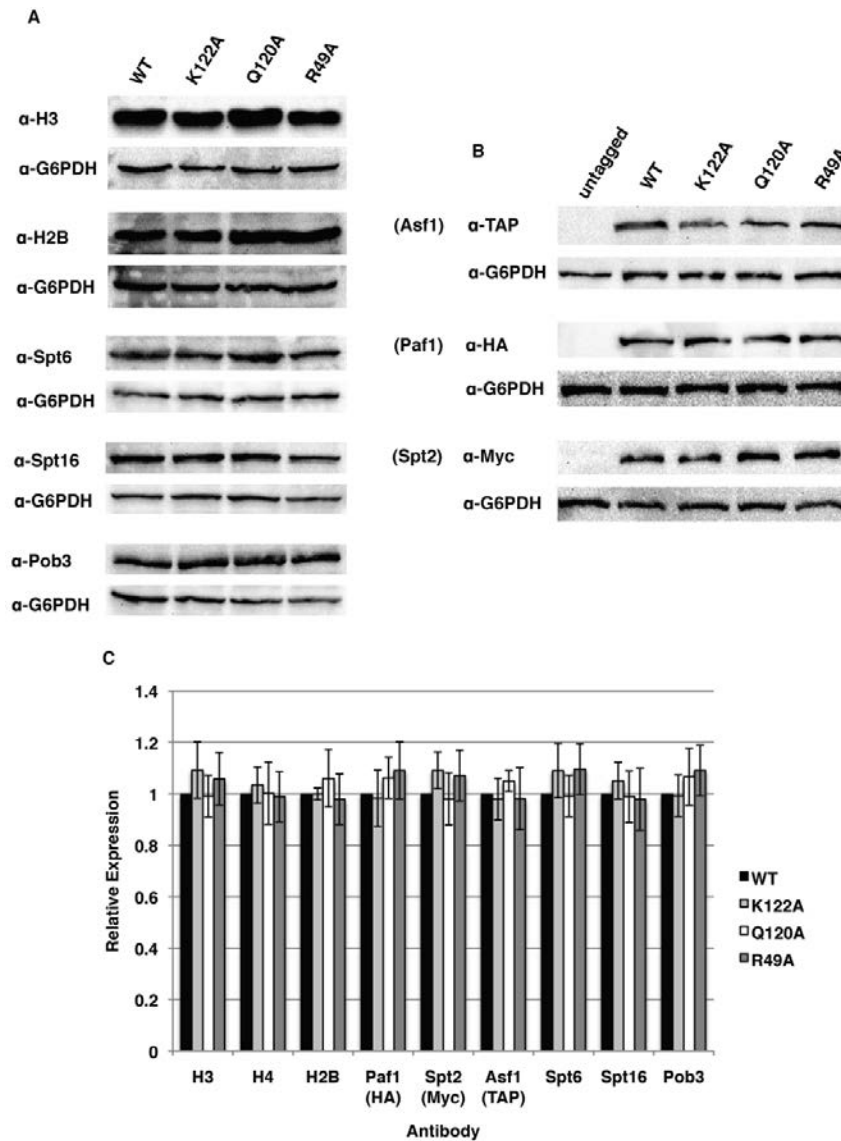 A
WT K122A Q120A R49A
α-H3
α-G6PDH
α-H2B
α-G6PDH
α-Spt6
α-G6PDH
α-Spt16
α-G6PDH
α-Pob3
α-G6PDH
B
untagged WT K122A Q120A R49A
(Asf1) α-TAP
α-G6PDH
(Paf1) α-HA
α-G6PDH
(Spt2) α-Myc
α-G6PDH
C
Relative Expression
1.4
1.2
1
0.8
0.6
0.4
0.2
0
H3 H4 H2B Paf1 Spt2 Asf1 Spt6 Spt16 Pob3
(HA) (Myc) (TAP)
Antibody
WT
K122A
Q120A
R49A